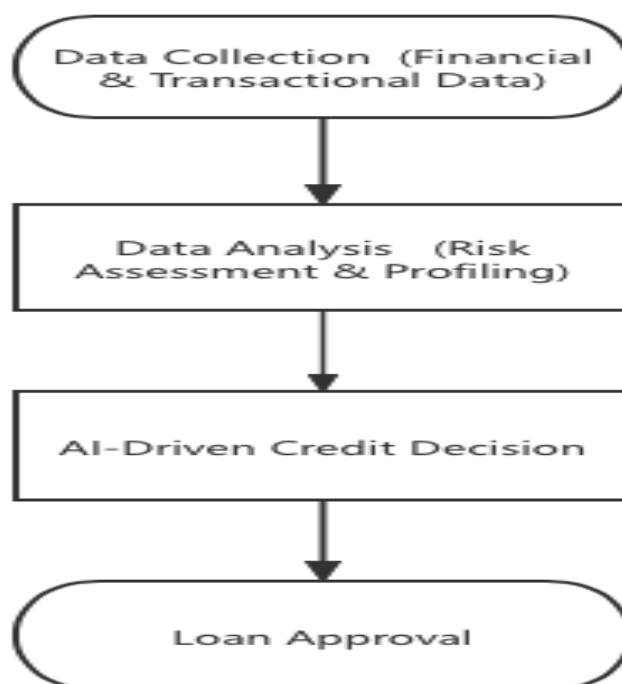 Data Collection (Financial
& Transactional Data)
Data Analysis (Risk
Assessment & Profiling)
AI-Driven Credit Decision
Loan Approval